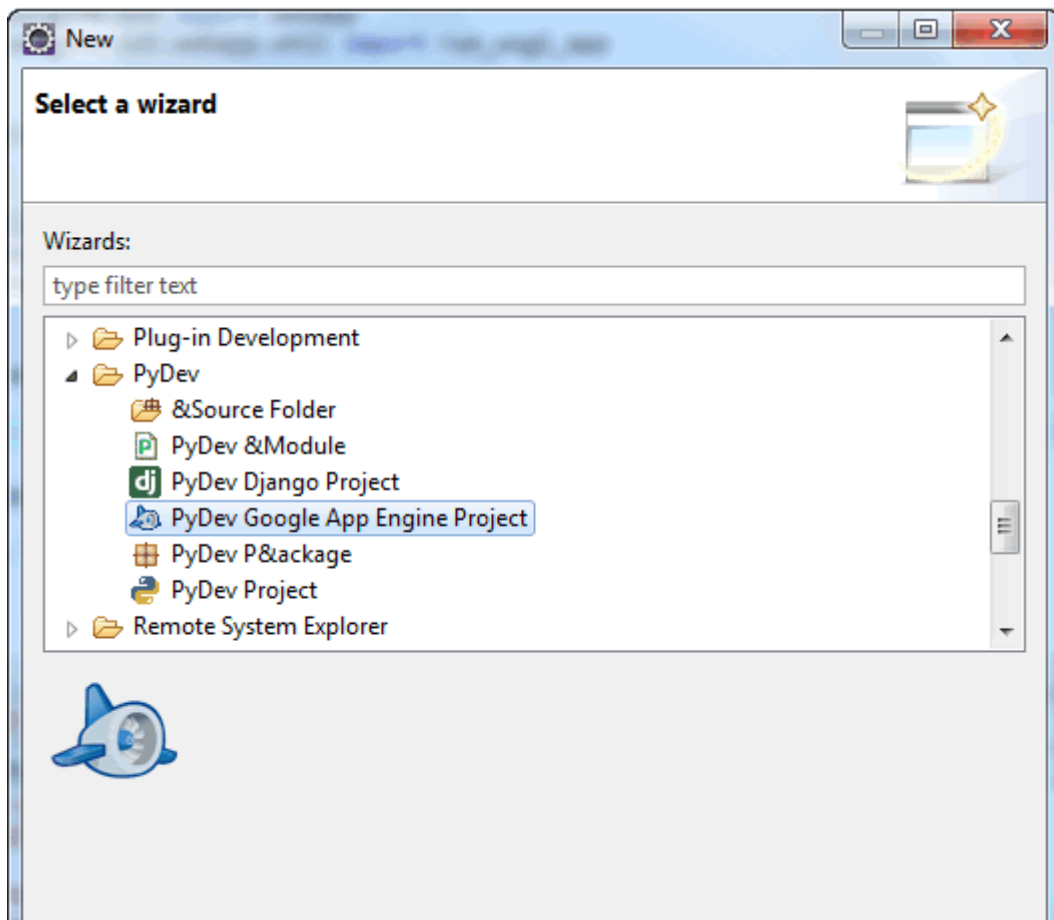 New
Select a wizard
Wizards:
type filter text
Plug-in Development
PyDev
&Source Folder
PyDev &Module
dj PyDev Django Project
PyDev Google App Engine Project
PyDev P&ackage
PyDev Project
Remote System Explorer